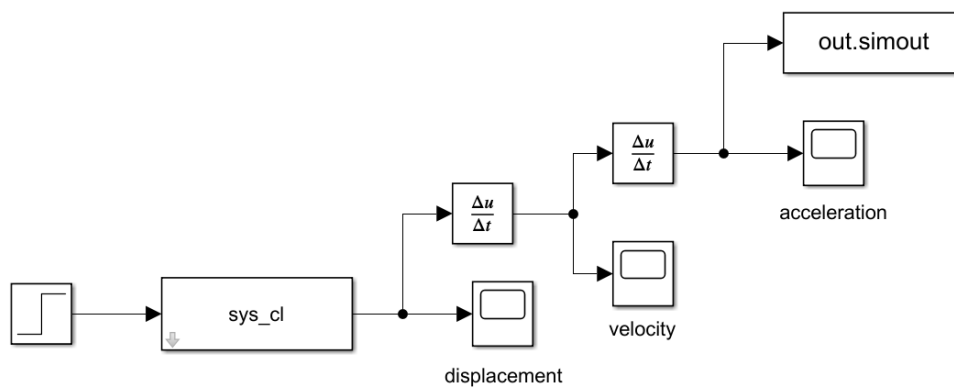 out.simout
Δu
Δt
acceleration
Δu
Δt
velocity
sys_cl
displacement